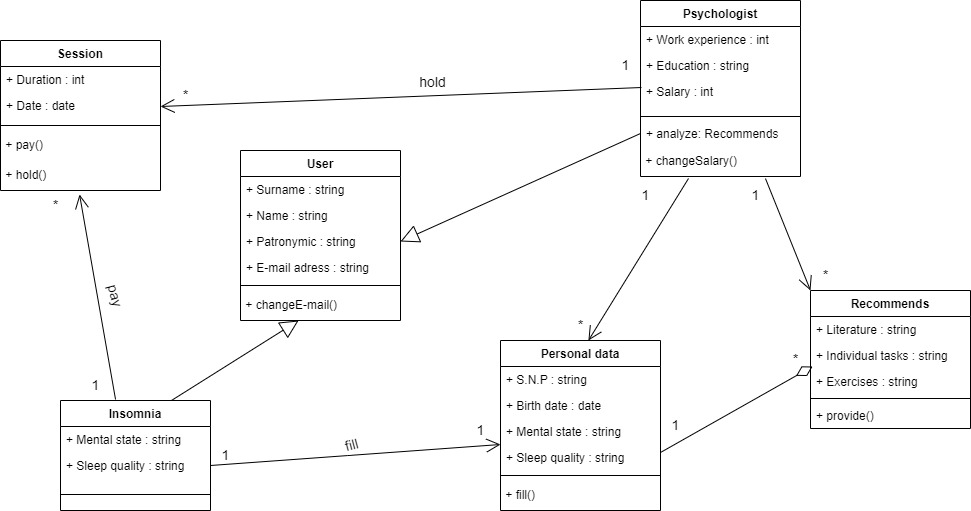 Psychologist
+ Work experience : int
+ Education : string
+ Salary : int
+ analyze: Recommends
+ changeSalary()
Session
+ Duration : int
+ Date : date
+ pay()
+ hold()
1
hold
*
User
+ Surname : string
+ Name : string
+ Patronymic : string
+ E-mail adress : string
+ changeE-mail()
*
pay
1
1
*
1
*
Recommends
+ Literature : string
+ Individual tasks : string
+ Exercises : string
+ provide()
Personal data
+ S.N.P : string
+ Birth date : date
+ Mental state : string
+ Sleep quality : string
+ fill()
*
1
Insomnia
+ Mental state : string
+ Sleep quality : string
1
fill
1